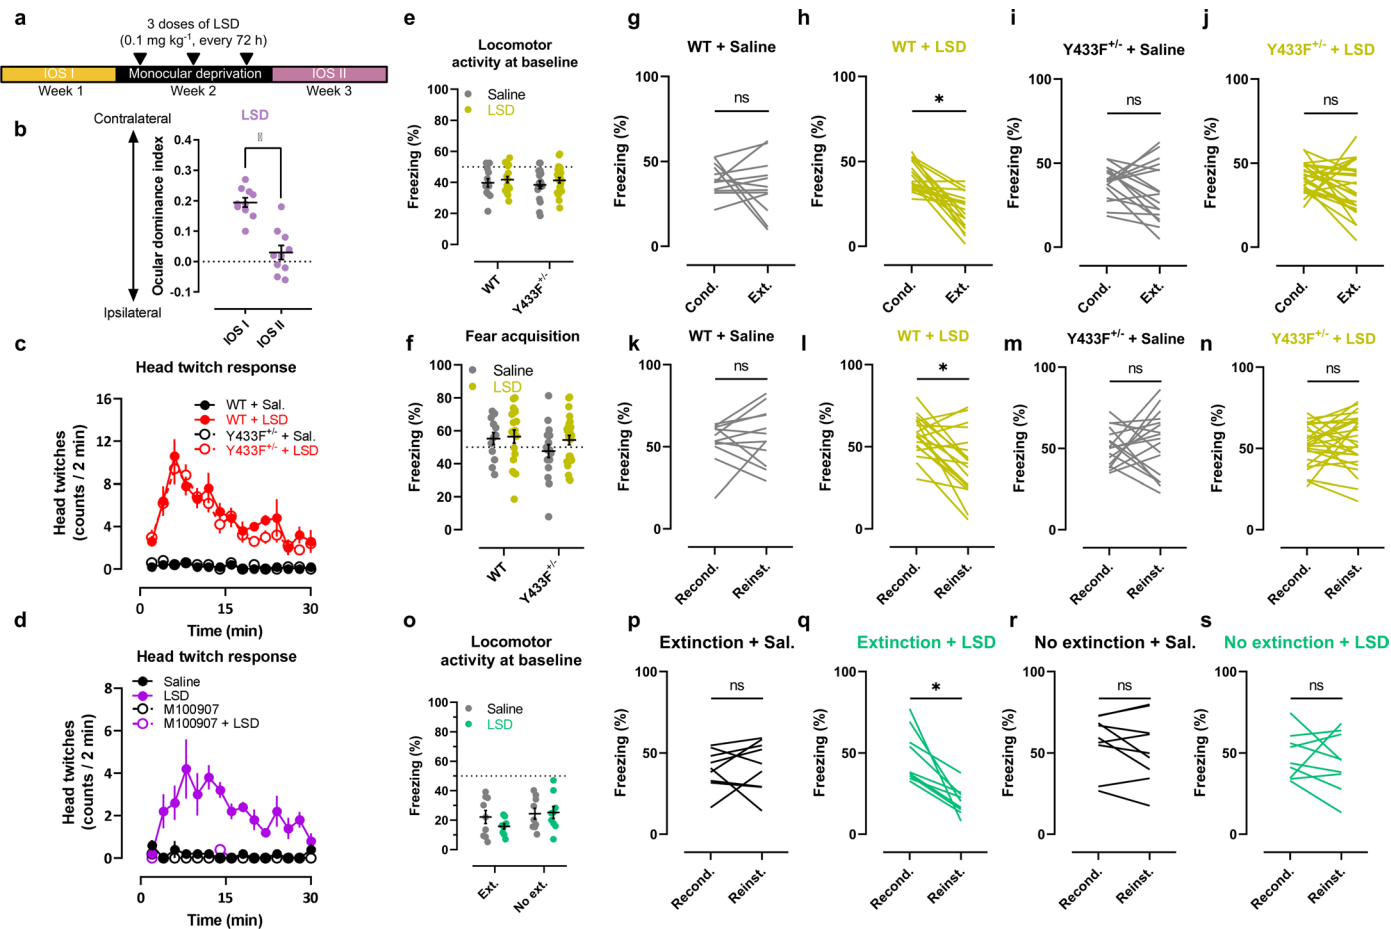 a
3 doses of LSD
(0.1 mg kg-1, every 72 h)
IOS I
Monocular deprivation
IOS II
Week 1
Week 2
Week 3
b
Contralateral
Ipsilateral
LSD
Ocular dominance index
0.4
0.3
0.2
0.1
0.0
-0.1
IOS I
IOS II
c
Head twitch response
WT + Sal.
WT + LSD
Y433F+/- + Sal.
Y433F+/- + LSD
Head twitches
(counts / 2 min)
16
12
8
4
0
0
15
30
Time (min)
d
Head twitch response
Saline
LSD
M100907
M100907 + LSD
Head twitches
(counts / 2 min)
8
6
4
2
0
0
15
30
Time (min)
e
Locomotor
activity at baseline
Saline
LSD
Freezing (%)
100
80
60
40
20
0
WT
Y433F+/-
f
Fear acquisition
Saline
LSD
Freezing (%)
100
80
60
40
20
0
WT
Y433F+/-
g
WT + Saline
ns
Freezing (%)
100
50
0
Cond.
Ext.
h
WT + LSD
*
Freezing (%)
100
50
0
Cond.
Ext.
i
Y433F+/- + Saline
ns
Freezing (%)
100
50
0
Cond.
Ext.
j
Y433F+/- + LSD
ns
Freezing (%)
100
50
0
Cond.
Ext.
k
WT + Saline
ns
Freezing (%)
100
50
0
Recond.
Reinst.
l
WT + LSD
*
Freezing (%)
100
50
0
Recond.
Reinst.
m
Y433F+/- + Saline
ns
Freezing (%)
100
50
0
Recond.
Reinst.
n
Y433F+/- + LSD
ns
Freezing (%)
100
50
0
Recond.
Reinst.
o
Locomotor
activity at baseline
Saline
LSD
Freezing (%)
100
80
60
40
20
0
Ext.
No ext.
p
Extinction + Sal.
ns
Freezing (%)
100
50
0
Recond.
Reinst.
q
Extinction + LSD
*
Freezing (%)
100
50
0
Recond.
Reinst.
r
No extinction + Sal.
ns
Freezing (%)
100
50
0
Recond.
Reinst.
s
No extinction + LSD
ns
Freezing (%)
100
50
0
Recond.
Reinst.